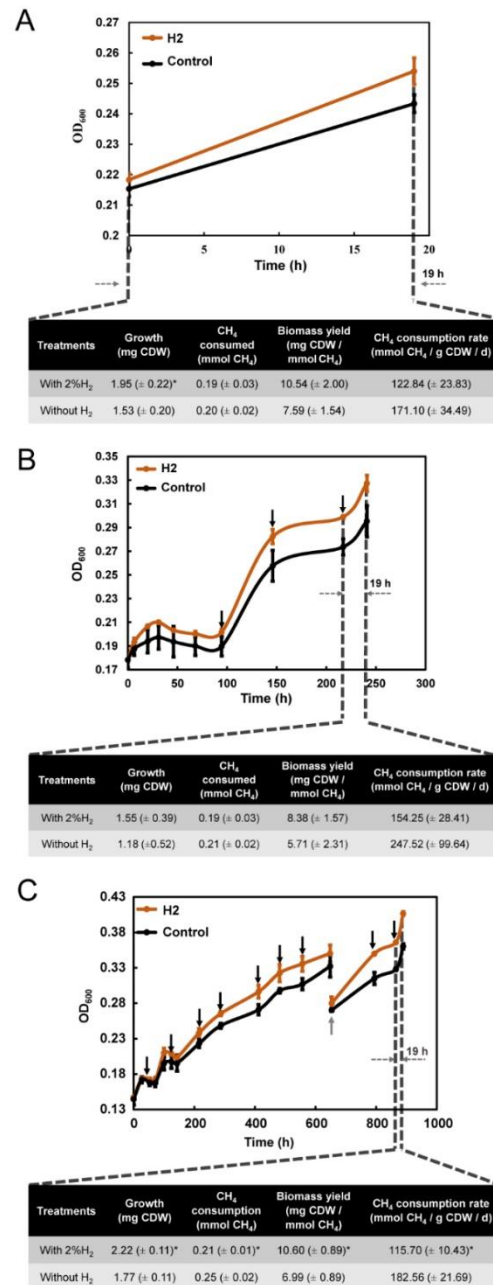 A
H2
Control
0.27
0.26
0.25
0.24
0.23
0.22
0.21
0.2
OD600
0 5 10 15 20
Time (h)
19 h
Treatments Growth (mg CDW) CH4 consumed (mmol CH4) Biomass yield (mg CDW / mmol CH4) CH4 consumption rate (mmol CH4 / g CDW / d)
With 2%H2 1.95 (± 0.22)* 0.19 (± 0.03) 10.54 (± 2.00) 122.84 (± 23.83)
Without H2 1.53 (± 0.20) 0.20 (± 0.02) 7.59 (± 1.54) 171.10 (± 34.49)
B
H2
Control
0.35
0.33
0.31
0.29
0.27
0.25
0.23
0.21
0.19
0.17
OD600
0 50 100 150 200 250 300
Time (h)
19 h
Treatments Growth (mg CDW) CH4 consumed (mmol CH4) Biomass yield (mg CDW / mmol CH4) CH4 consumption rate (mmol CH4 / g CDW / d)
With 2%H2 1.55 (± 0.39) 0.19 (± 0.03) 8.38 (± 1.57) 154.25 (± 28.41)
Without H2 1.18 (±0.52) 0.21 (± 0.02) 5.71 (± 2.31) 247.52 (± 99.64)
C
H2
Control
0.43
0.38
0.33
0.28
0.23
0.18
0.13
OD600
0 200 400 600 800 1000
Time (h)
19 h
Treatments Growth (mg CDW) CH4 consumption (mmol CH4) Biomass yield (mg CDW / mmol CH4) CH4 consumption rate (mmol CH4 / g CDW / d)
With 2%H2 2.22 (± 0.11)* 0.21 (± 0.01)* 10.60 (± 0.89)* 115.70 (± 10.43)*
Without H2 1.77 (± 0.11) 0.25 (± 0.02) 6.99 (± 0.89) 182.56 (± 21.69)